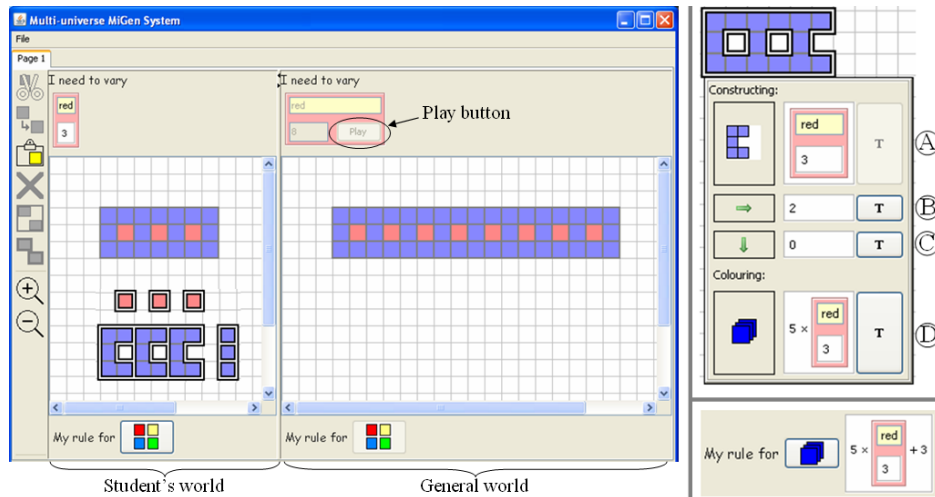 Multi-universe MiGen System
File
Page 1
I need to vary
red
3
I need to vary
red
8 Play
Play button
My rule for
My rule for
Student's world
General world
Constructing:
red
3
T
A
2 T
B
0 T
C
Colouring:
5 × red
3
T
D
My rule for 5 × red + 3
3